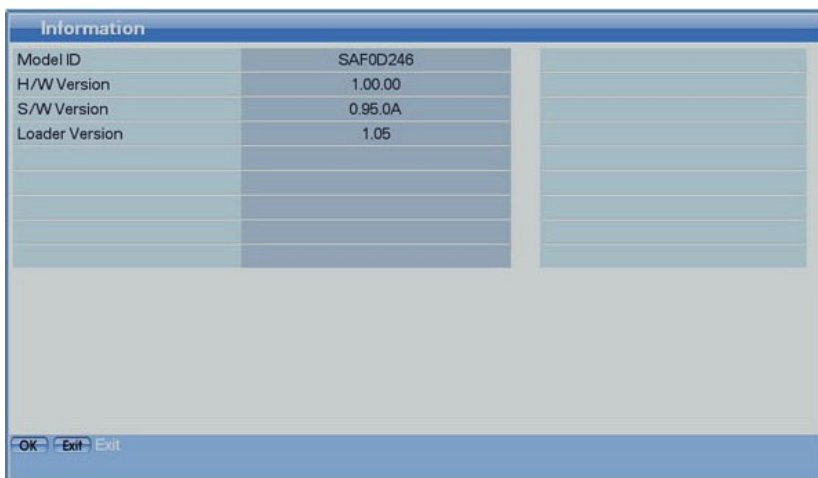 Information
Model ID SAF0D246
H/W Version 1.00.00
S/W Version 0.95.0A
Loader Version 1.05
OK Exit Exit